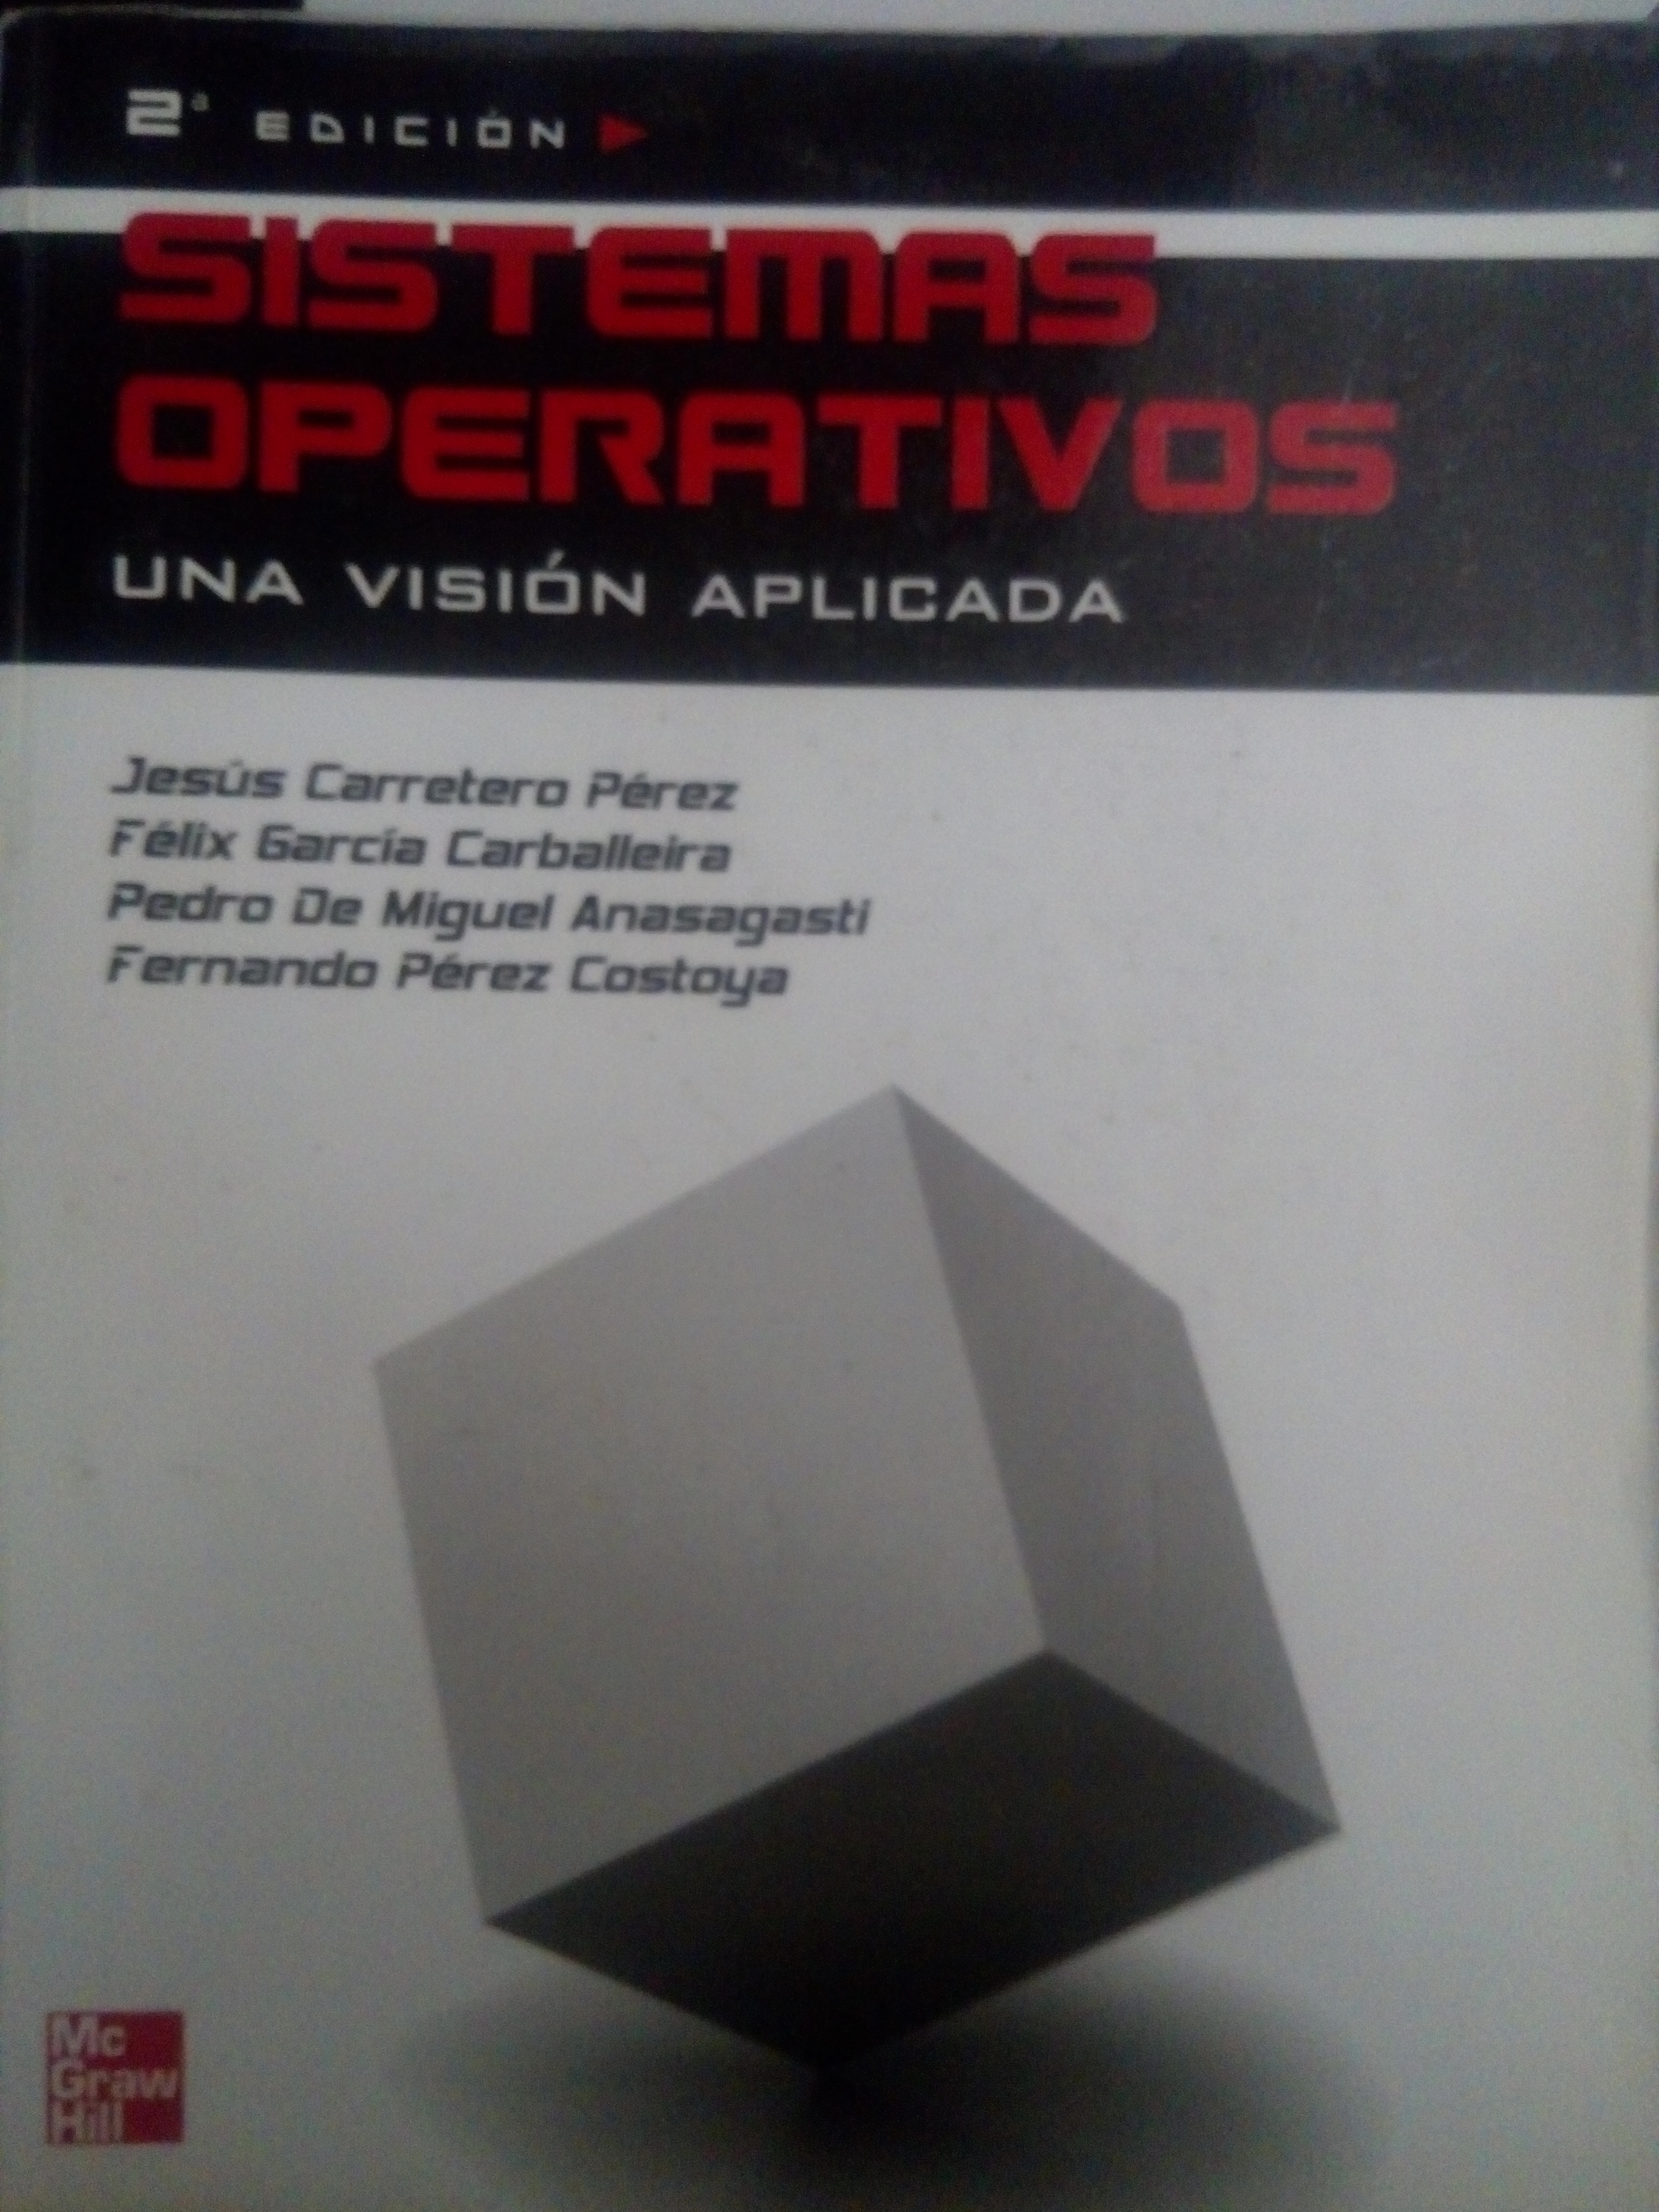 2ª EDICIÓN
SISTEMAS
OPERATIVOS
UNA VISIÓN APLICADA
Jesús Carretero Pérez
Félix García Carballeira
Pedro De Miguel Anasagasti
Fernando Pérez Costoya
Mc
Graw
Hill